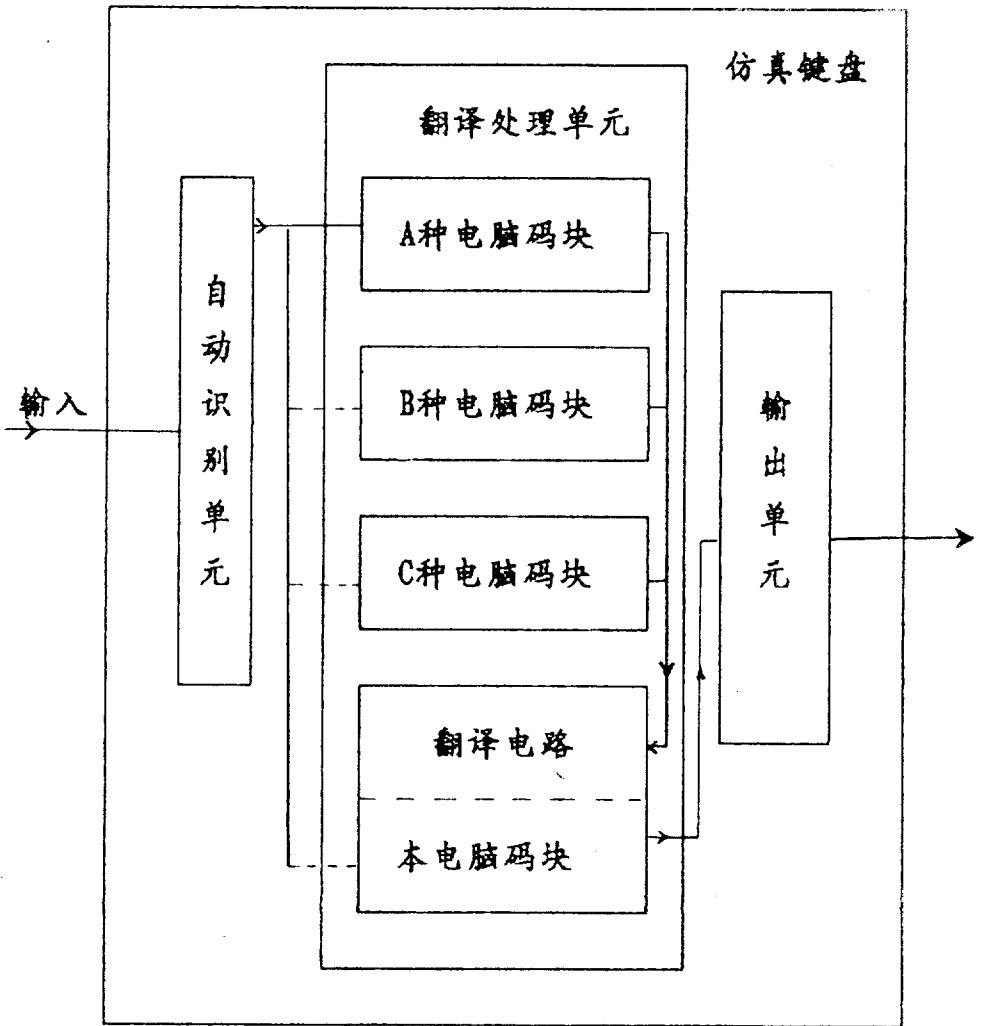 仿真键盘
翻译处理单元
A种电脑码块
自动识别单元
输入
B种电脑码块
输出单元
C种电脑码块
翻译电路
本电脑码块